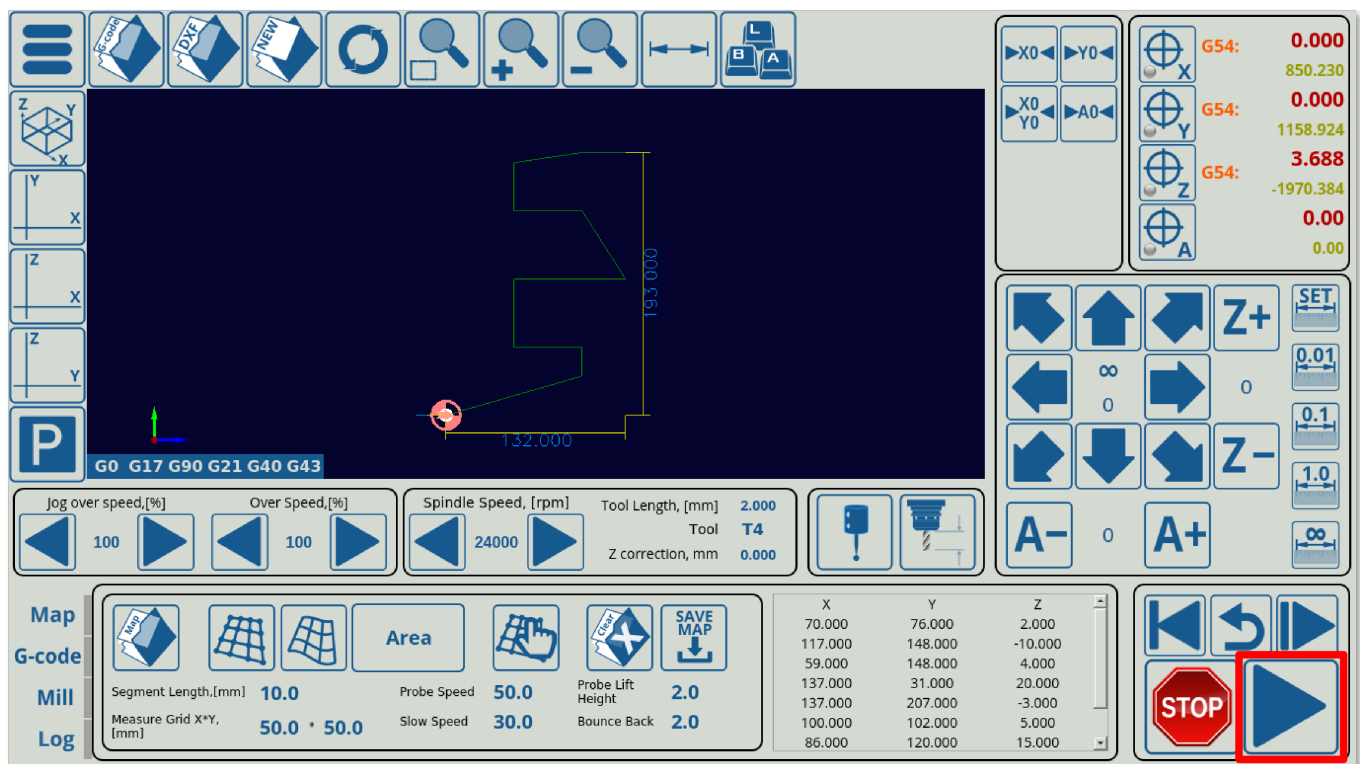 G-code
DXF
NEW
L
B A
►X0◄ ►Y0◄
X0
►Y0◄
►A0◄
X G54: 0.000
850.230
Y G54: 0.000
1158.924
Z G54: 3.688
-1970.384
A 0.00
0.00
Z Y
X
Y
X
Z
X
Z
Y
P
193.000
132.000
G0 G17 G90 G21 G40 G43
Z+
∞
0
0
Z−
A− 0 A+
SET
0.01
0.1
1.0
∞
Jog over speed,[%] Over Speed,[%]
100 100
Spindle Speed, [rpm]
24000
Tool Length, [mm] 2.000
Tool T4
Z correction, mm 0.000
Map
G-code
Mill
Log
Map
Area
Clear
SAVE
MAP
Segment Length,[mm] 10.0
Measure Grid X*Y,
[mm] 50.0 * 50.0
Probe Speed 50.0
Slow Speed 30.0
Probe Lift
Height 2.0
Bounce Back 2.0
X Y Z
70.000 76.000 2.000
117.000 148.000 -10.000
59.000 148.000 4.000
137.000 31.000 20.000
137.000 207.000 -3.000
100.000 102.000 5.000
86.000 120.000 15.000
STOP